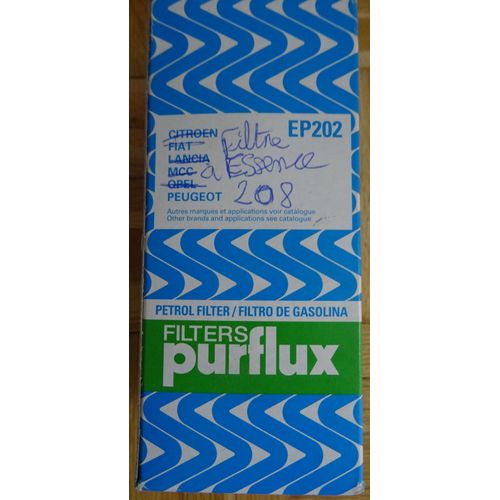 EP202
CITROEN
FIAT
LANCIA
MCC
OPEL
PEUGEOT
Filtre
à Essence
208
Autres marques et applications voir catalogue
Other brands and applications see catalogue
PETROL FILTER / FILTRO DE GASOLINA
FILTERS
purflux